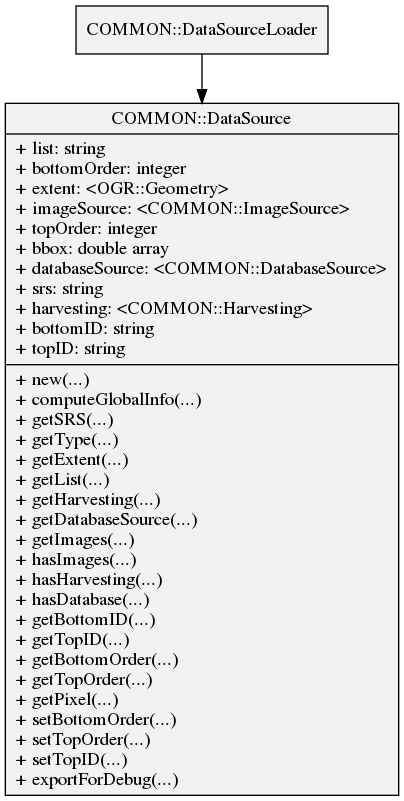 COMMON::DataSourceLoader
COMMON::DataSource
+ list: string
+ bottomOrder: integer
+ extent: <OGR::Geometry>
+ imageSource: <COMMON::ImageSource>
+ topOrder: integer
+ bbox: double array
+ databaseSource: <COMMON::DatabaseSource>
+ srs: string
+ harvesting: <COMMON::Harvesting>
+ bottomID: string
+ topID: string
+ new(...)
+ computeGlobalInfo(...)
+ getSRS(...)
+ getType(...)
+ getExtent(...)
+ getList(...)
+ getHarvesting(...)
+ getDatabaseSource(...)
+ getImages(...)
+ hasImages(...)
+ hasHarvesting(...)
+ hasDatabase(...)
+ getBottomID(...)
+ getTopID(...)
+ getBottomOrder(...)
+ getTopOrder(...)
+ getPixel(...)
+ setBottomOrder(...)
+ setTopOrder(...)
+ setTopID(...)
+ exportForDebug(...)